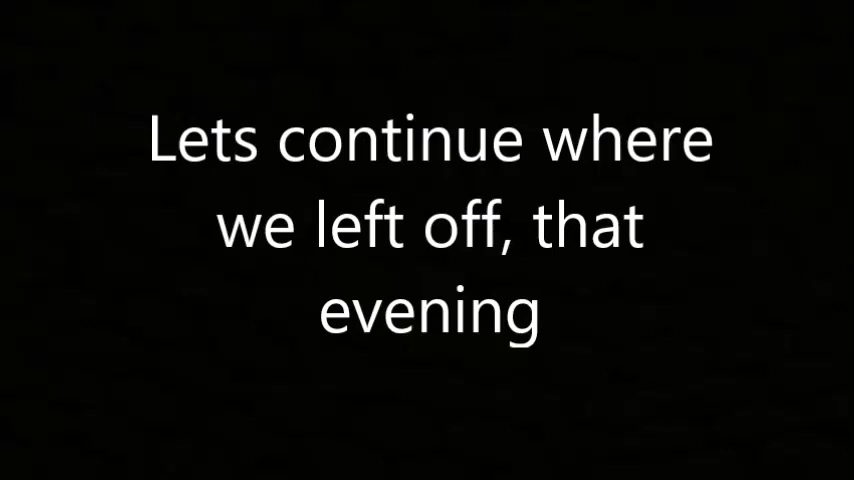 Lets continue where
we left off, that
evening